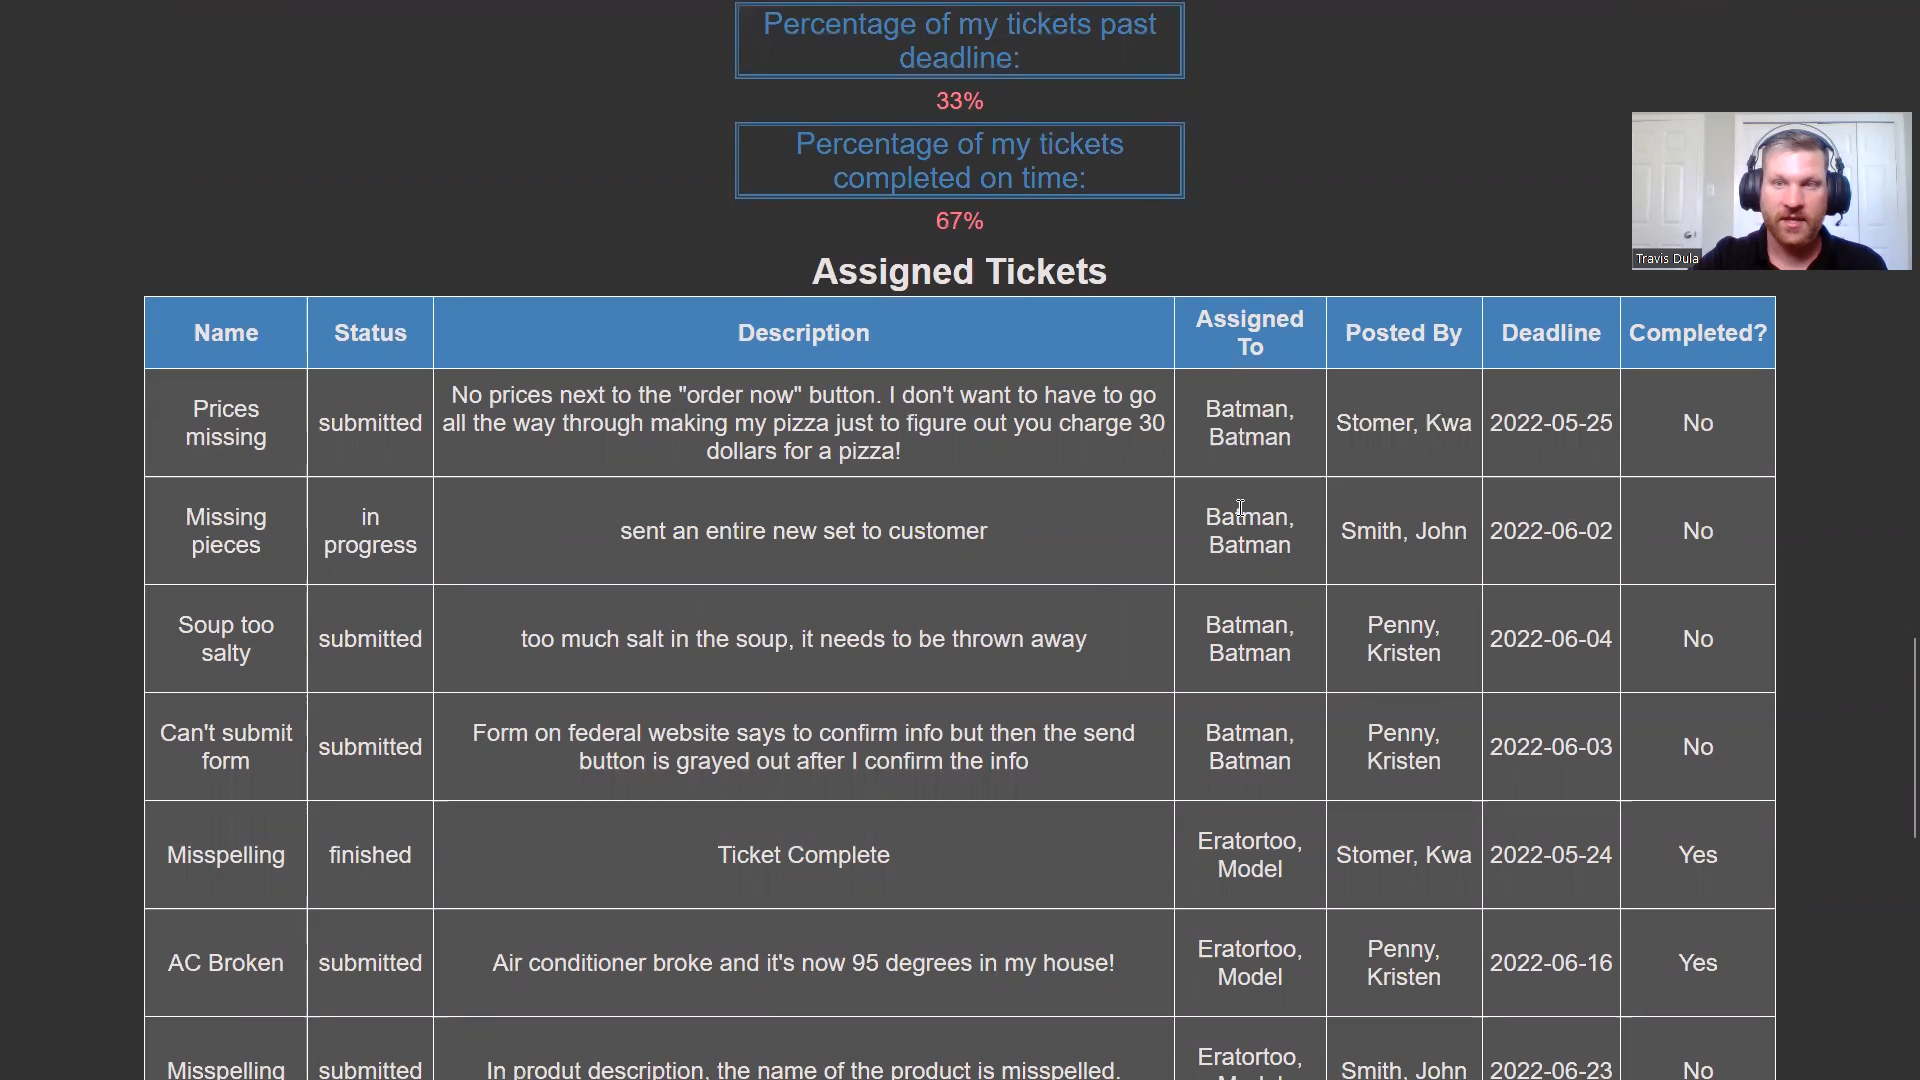 Percentage of my tickets past
deadline:
33%
Percentage of my tickets
completed on time:
67%
Travis Dula
Assigned Tickets
Name Status Description Assigned To Posted By Deadline Completed?
Prices missing submitted No prices next to the "order now" button. I don't want to have to go
all the way through making my pizza just to figure out you charge 30
dollars for a pizza! Batman, Batman Stomer, Kwa 2022-05-25 No
Missing pieces in progress sent an entire new set to customer Batman, Batman Smith, John 2022-06-02 No
Soup too salty submitted too much salt in the soup, it needs to be thrown away Batman, Batman Penny, Kristen 2022-06-04 No
Can't submit form submitted Form on federal website says to confirm info but then the send
button is grayed out after I confirm the info Batman, Batman Penny, Kristen 2022-06-03 No
Misspelling finished Ticket Complete Eratortoo, Model Stomer, Kwa 2022-05-24 Yes
AC Broken submitted Air conditioner broke and it's now 95 degrees in my house! Eratortoo, Model Penny, Kristen 2022-06-16 Yes
Misspelling submitted In produt description, the name of the product is misspelled. Eratortoo, Smith, John 2022-06-23 No